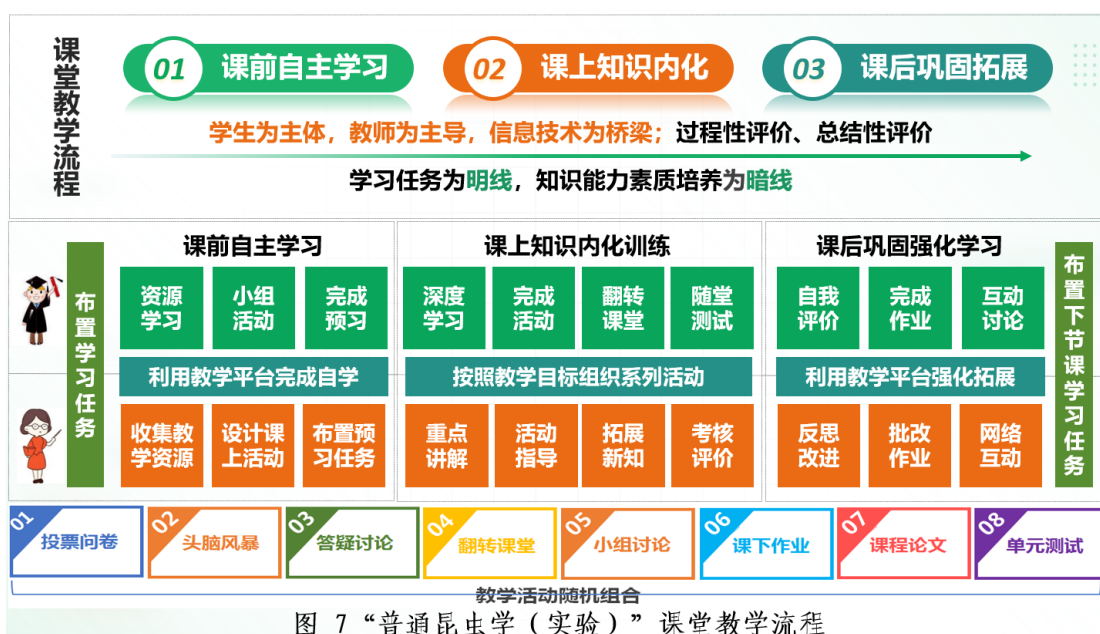 课堂教学流程
01 课前自主学习
02 课上知识内化
03 课后巩固拓展
学生为主体，教师为主导，信息技术为桥梁；过程性评价、总结性评价
学习任务为明线，知识能力素质培养为暗线
布置学习任务
课前自主学习
资源
学习
小组
活动
完成
预习
利用教学平台完成自学
收集教
学资源
设计课
上活动
布置预
习任务
课上知识内化训练
深度
学习
完成
活动
翻转
课堂
随堂
测试
按照教学目标组织系列活动
重点
讲解
活动
指导
拓展
新知
考核
评价
课后巩固强化学习
自我
评价
完成
作业
互动
讨论
利用教学平台强化拓展
反思
改进
批改
作业
网络
互动
布置下节课学习任务
01 投票问卷
02 头脑风暴
03 答疑讨论
04 翻转课堂
05 小组讨论
06 课下作业
07 课程论文
08 单元测试
教学活动随机组合
图 7 “普通昆虫学（实验）”课堂教学流程